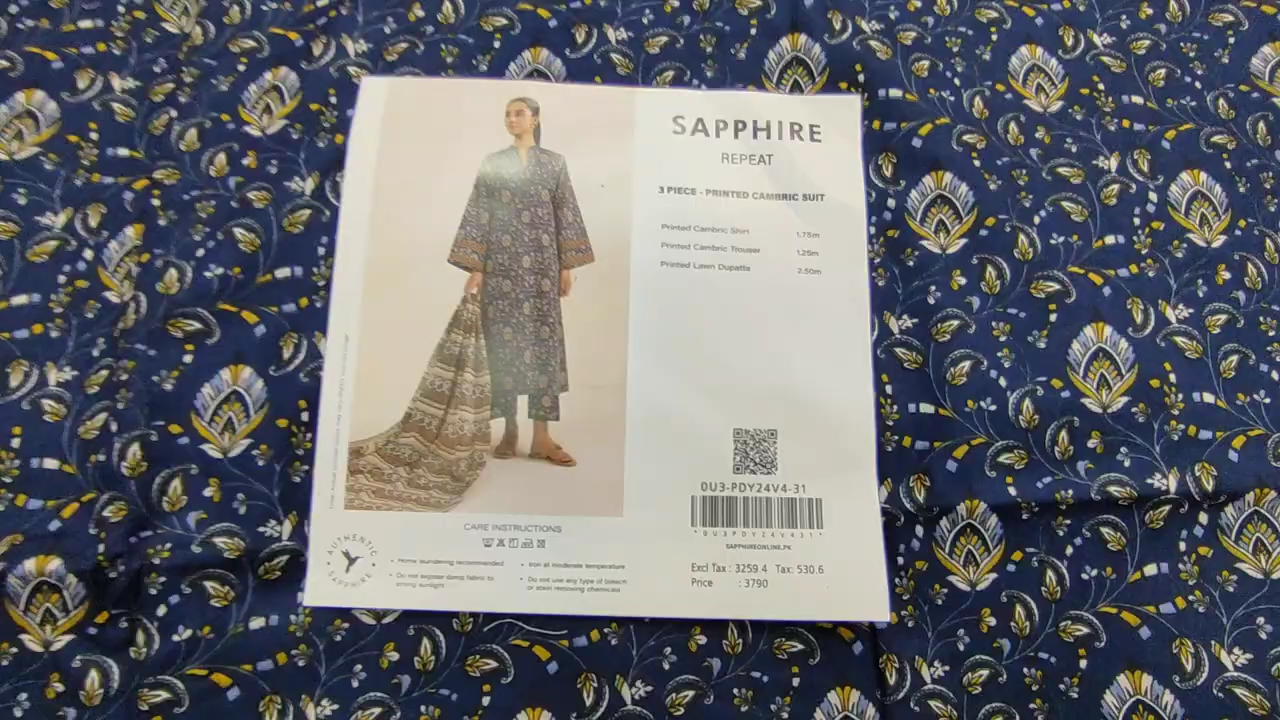 SAPPHIRE
REPEAT
3 PIECE - PRINTED CAMBRIC SUIT
Printed Cambric Shirt 1.75m
Printed Cambric Trouser 1.25m
Printed Lawn Dupatta 2.50m
0U3-PDY24V4-31
*0U3PDY24V431*
SAPPHIREONLINE.PK
Excl Tax : 3259.4 Tax: 530.6
Price : 3790
CARE INSTRUCTIONS
• Home laundering recommended
• Do not expose damp fabric to
strong sunlight
• Iron at moderate temperature
• Do not use any type of bleach
or stain removing chemicals
AUTHENTIC
SAPPHIRE